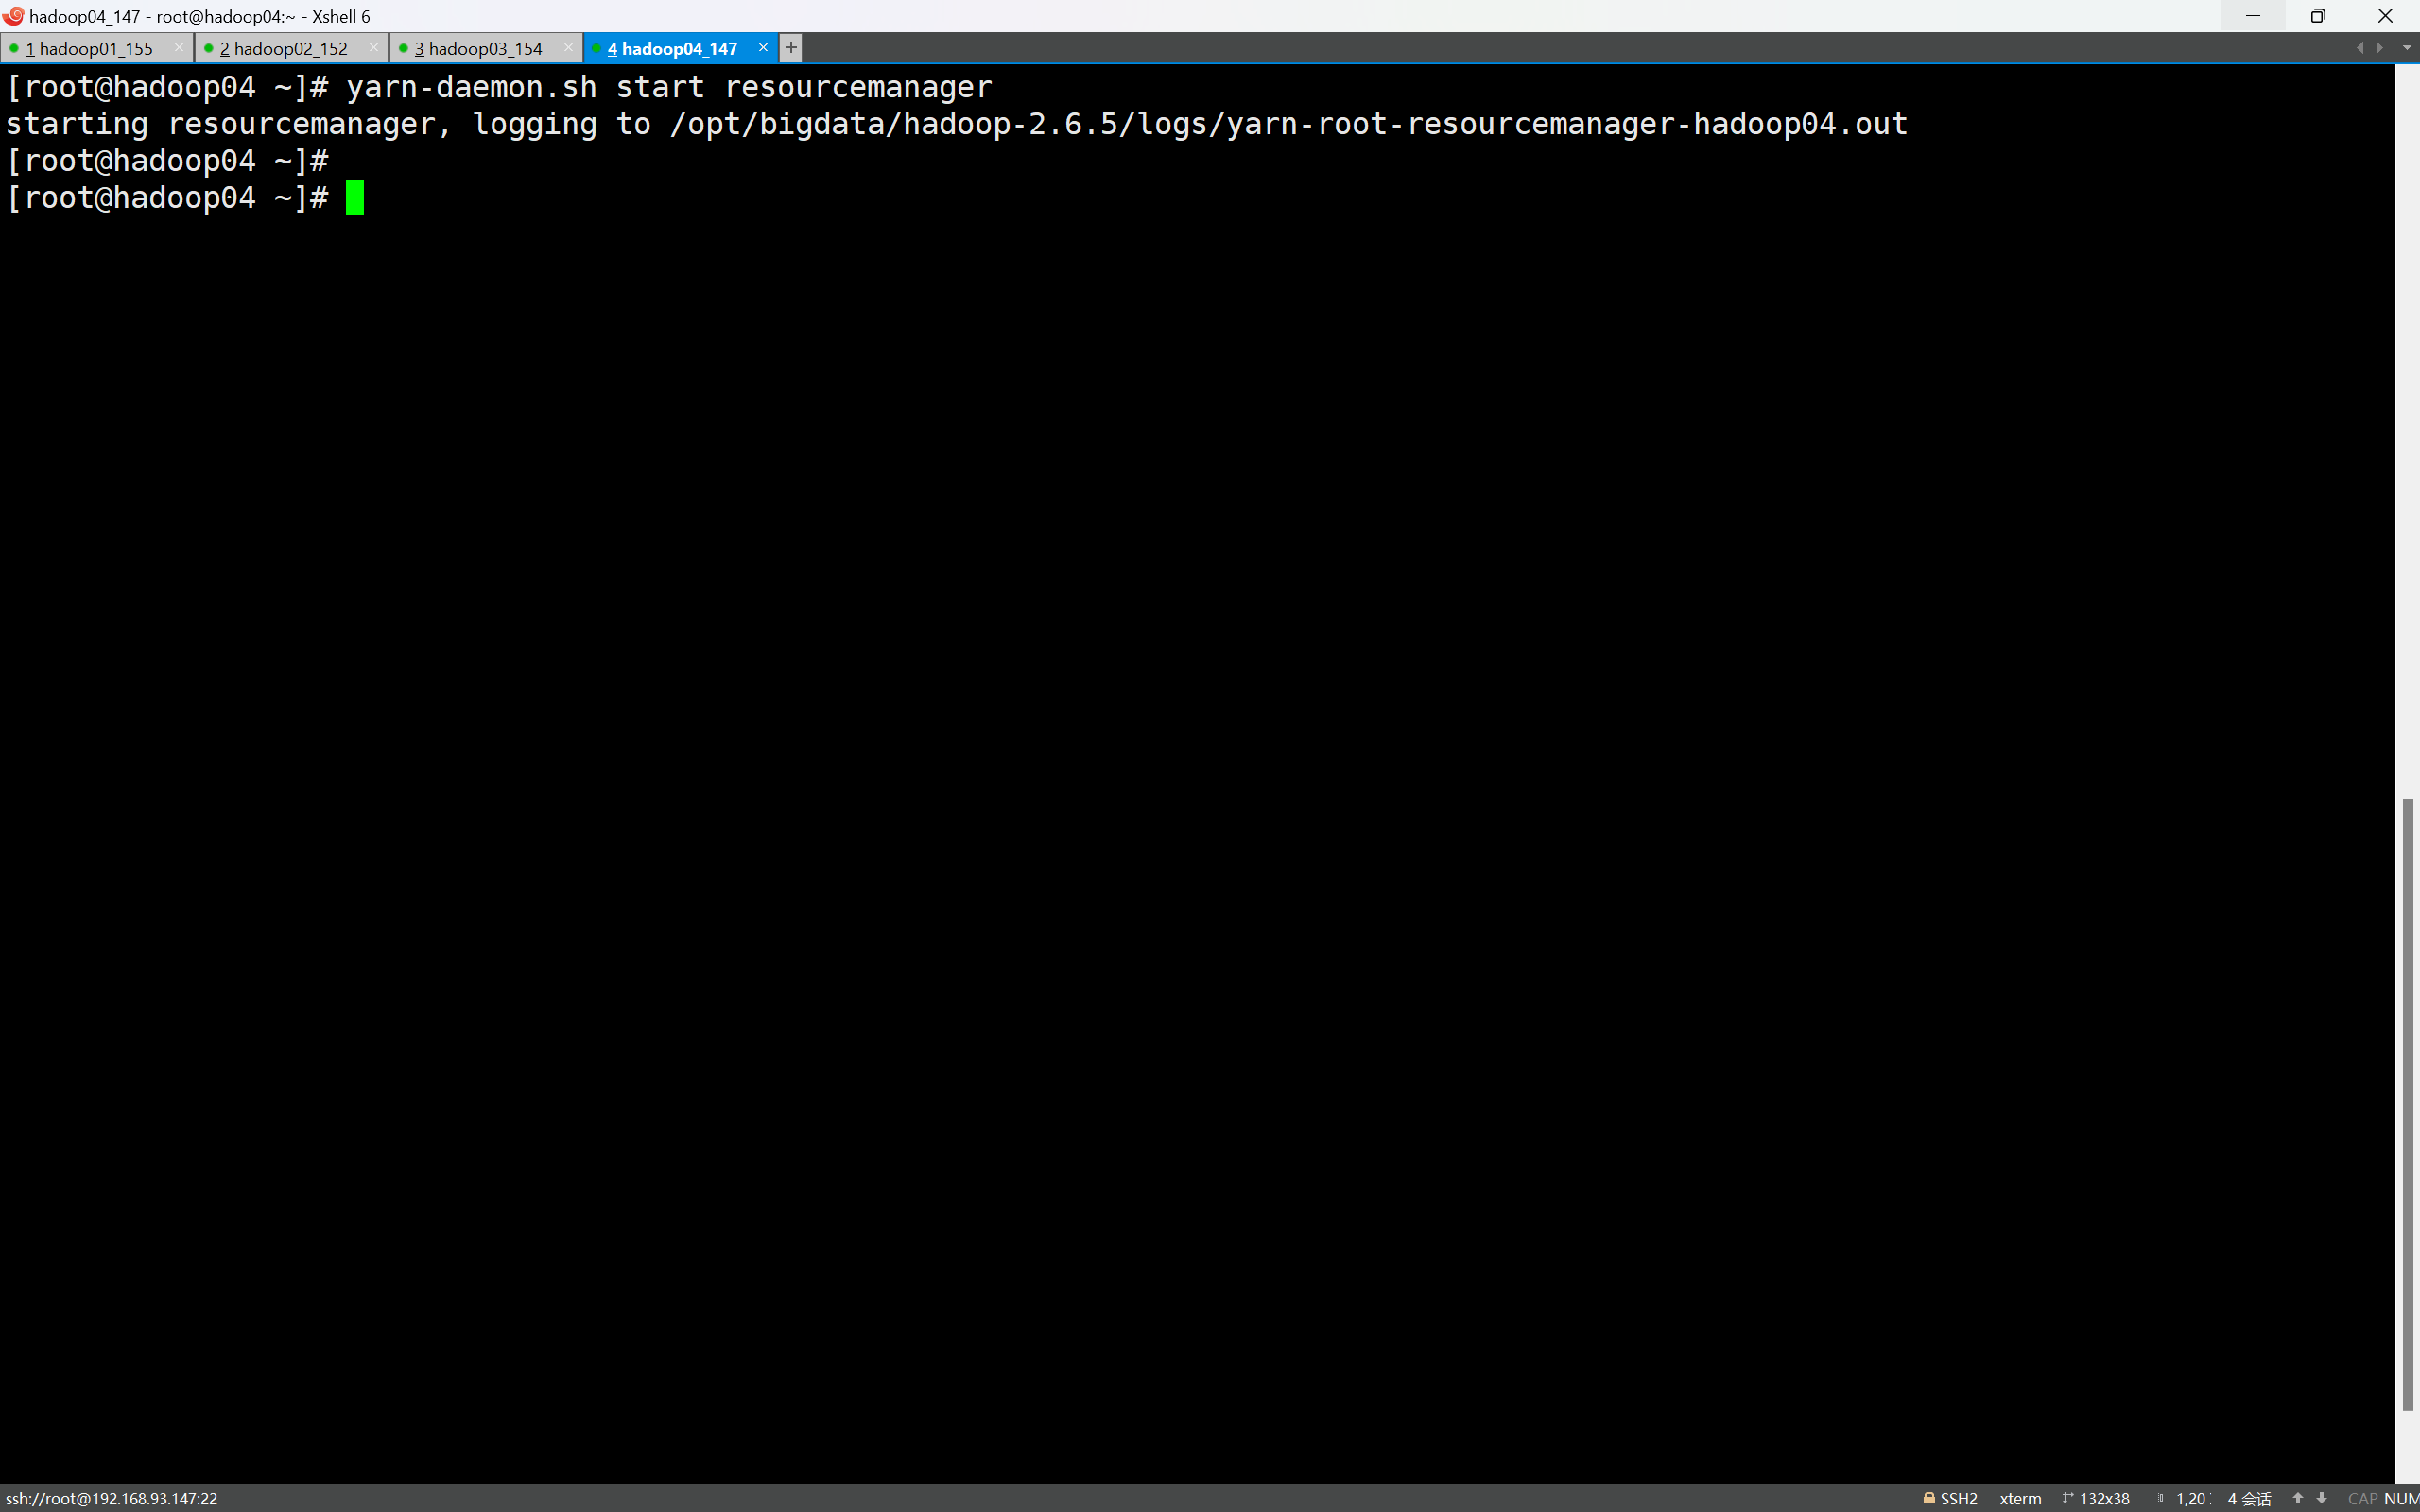 hadoop04_147 - root@hadoop04:~ - Xshell 6
1 hadoop01_155 × 2 hadoop02_152 × 3 hadoop03_154 × 4 hadoop04_147 × +
[root@hadoop04 ~]# yarn-daemon.sh start resourcemanager
starting resourcemanager, logging to /opt/bigdata/hadoop-2.6.5/logs/yarn-root-resourcemanager-hadoop04.out
[root@hadoop04 ~]#
[root@hadoop04 ~]#
ssh://root@192.168.93.147:22 SSH2 xterm 132x38 1,20 4 会话 CAP NUM